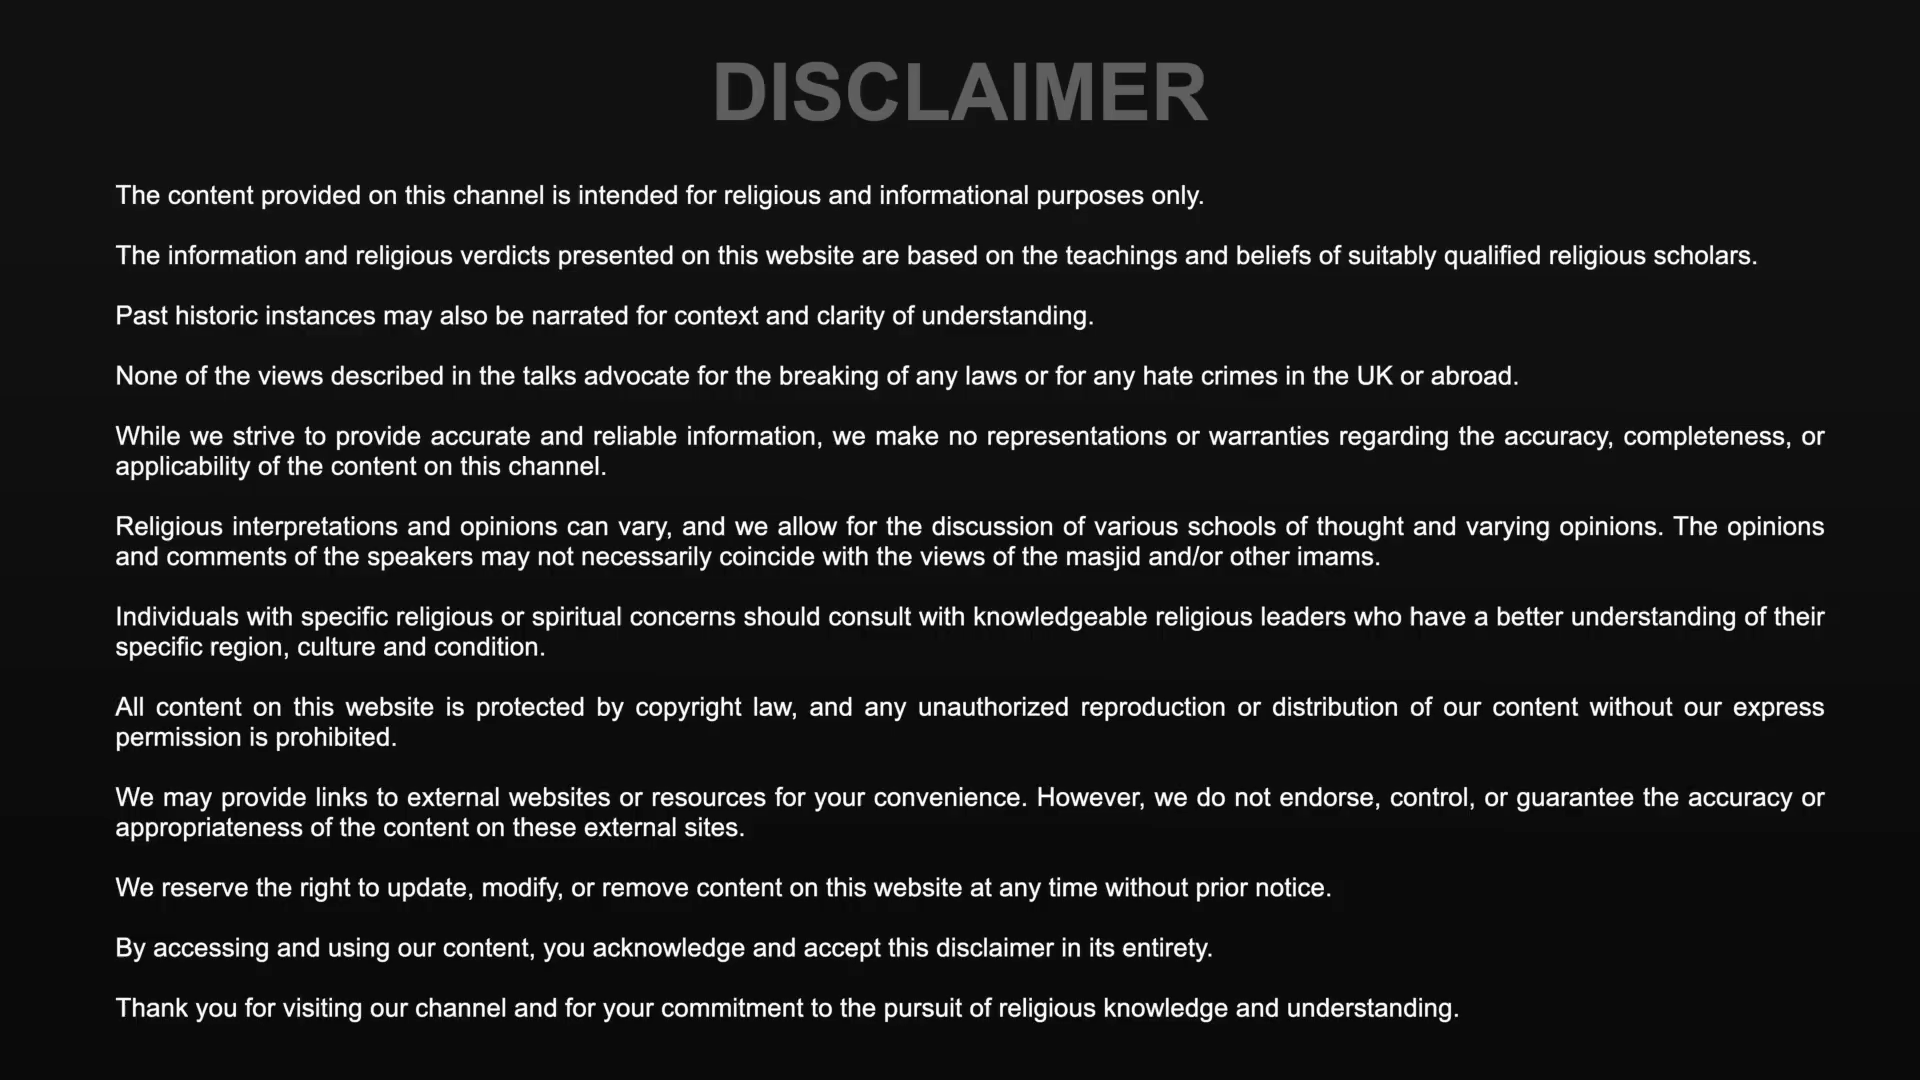 DISCLAIMER
The content provided on this channel is intended for religious and informational purposes only.
The information and religious verdicts presented on this website are based on the teachings and beliefs of suitably qualified religious scholars.
Past historic instances may also be narrated for context and clarity of understanding.
None of the views described in the talks advocate for the breaking of any laws or for any hate crimes in the UK or abroad.
While we strive to provide accurate and reliable information, we make no representations or warranties regarding the accuracy, completeness, or
applicability of the content on this channel.
Religious interpretations and opinions can vary, and we allow for the discussion of various schools of thought and varying opinions. The opinions
and comments of the speakers may not necessarily coincide with the views of the masjid and/or other imams.
Individuals with specific religious or spiritual concerns should consult with knowledgeable religious leaders who have a better understanding of their
specific region, culture and condition.
All content on this website is protected by copyright law, and any unauthorized reproduction or distribution of our content without our express
permission is prohibited.
We may provide links to external websites or resources for your convenience. However, we do not endorse, control, or guarantee the accuracy or
appropriateness of the content on these external sites.
We reserve the right to update, modify, or remove content on this website at any time without prior notice.
By accessing and using our content, you acknowledge and accept this disclaimer in its entirety.
Thank you for visiting our channel and for your commitment to the pursuit of religious knowledge and understanding.